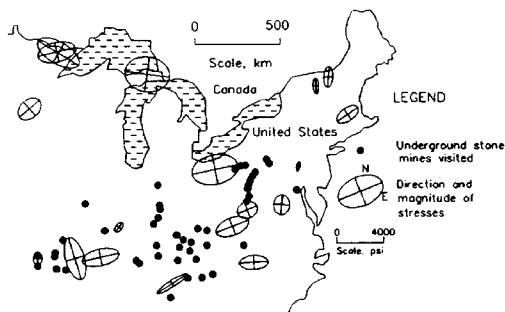 0 500
Scale, km
Canada
LEGEND
United States
Underground stone
mines visited
N
E
Direction and
magnitude of
stresses
0 4000
Scale, psi